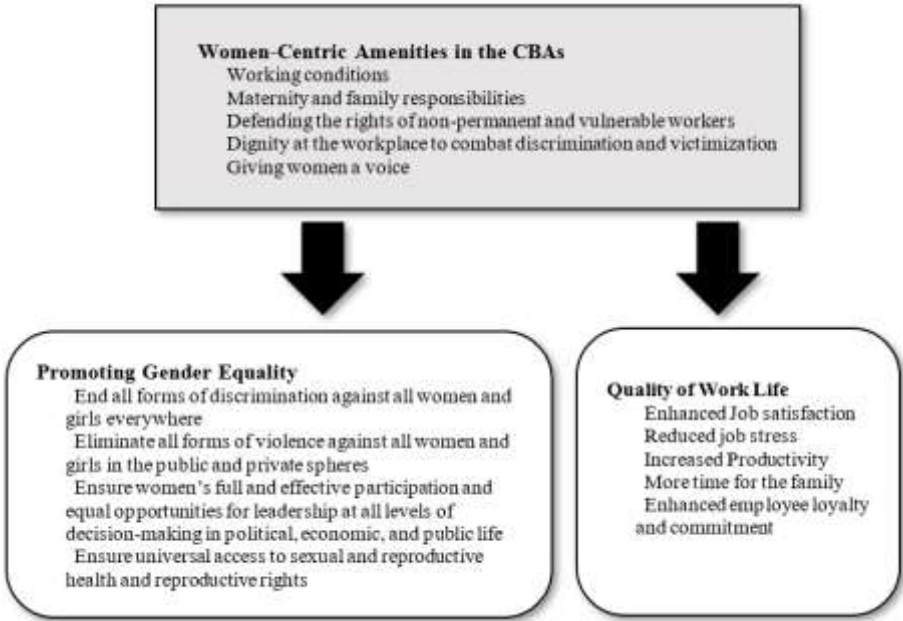 Women-Centric Amenities in the CBAs
Working conditions
Maternity and family responsibilities
Defending the rights of non-permanent and vulnerable workers
Dignity at the workplace to combat discrimination and victimization
Giving women a voice
Promoting Gender Equality
End all forms of discrimination against all women and
girls everywhere
Eliminate all forms of violence against all women and
girls in the public and private spheres
Ensure women's full and effective participation and
equal opportunities for leadership at all levels of
decision-making in political, economic, and public life
Ensure universal access to sexual and reproductive
health and reproductive rights
Quality of Work Life
Enhanced Job satisfaction
Reduced job stress
Increased Productivity
More time for the family
Enhanced employee loyalty
and commitment